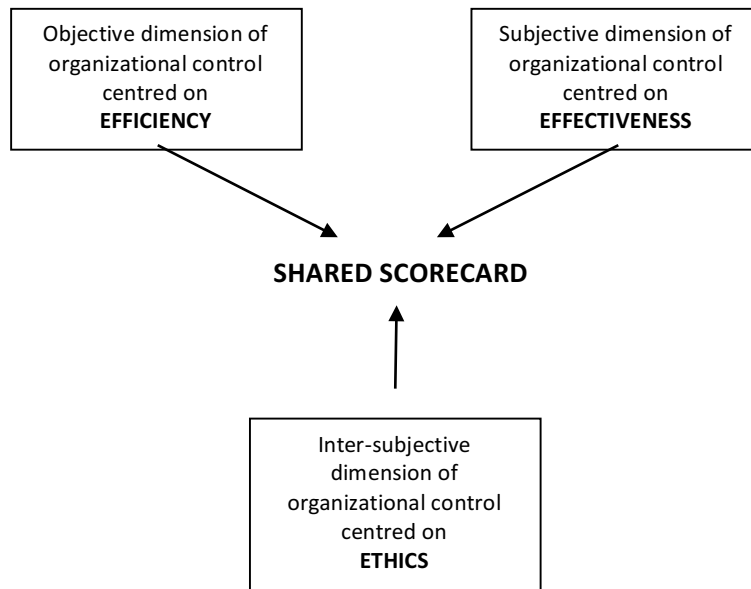 Objective dimension of
organizational control
centred on
EFFICIENCY
Subjective dimension of
organizational control
centred on
EFFECTIVENESS
SHARED SCORECARD
Inter-subjective
dimension of
organizational control
centred on
ETHICS